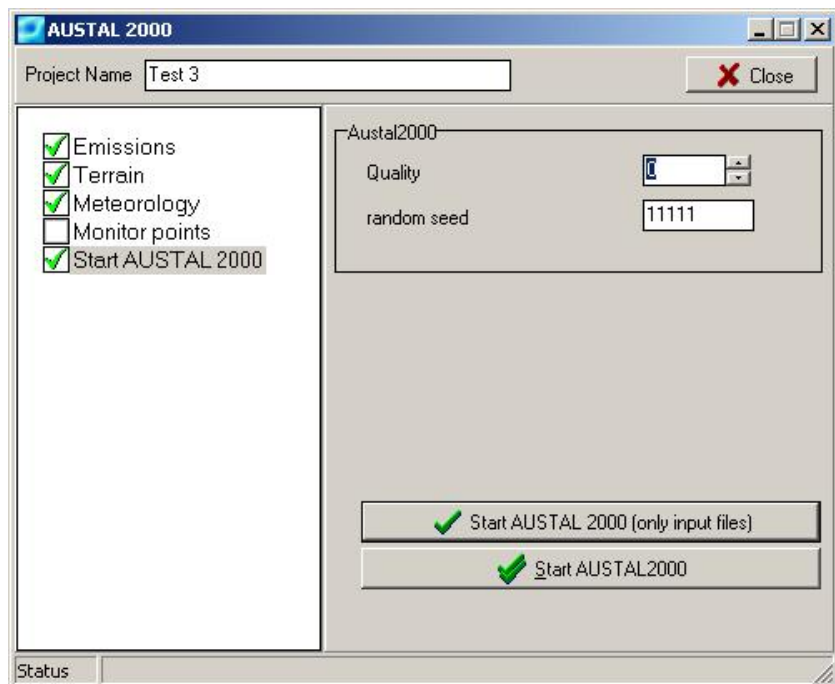 AUSTAL 2000
Project Name Test 3 Close
Emissions
Terrain
Meteorology
Monitor points
Start AUSTAL 2000
Austal2000
Quality 0
random seed 11111
Start AUSTAL 2000 (only input files)
Start AUSTAL2000
Status